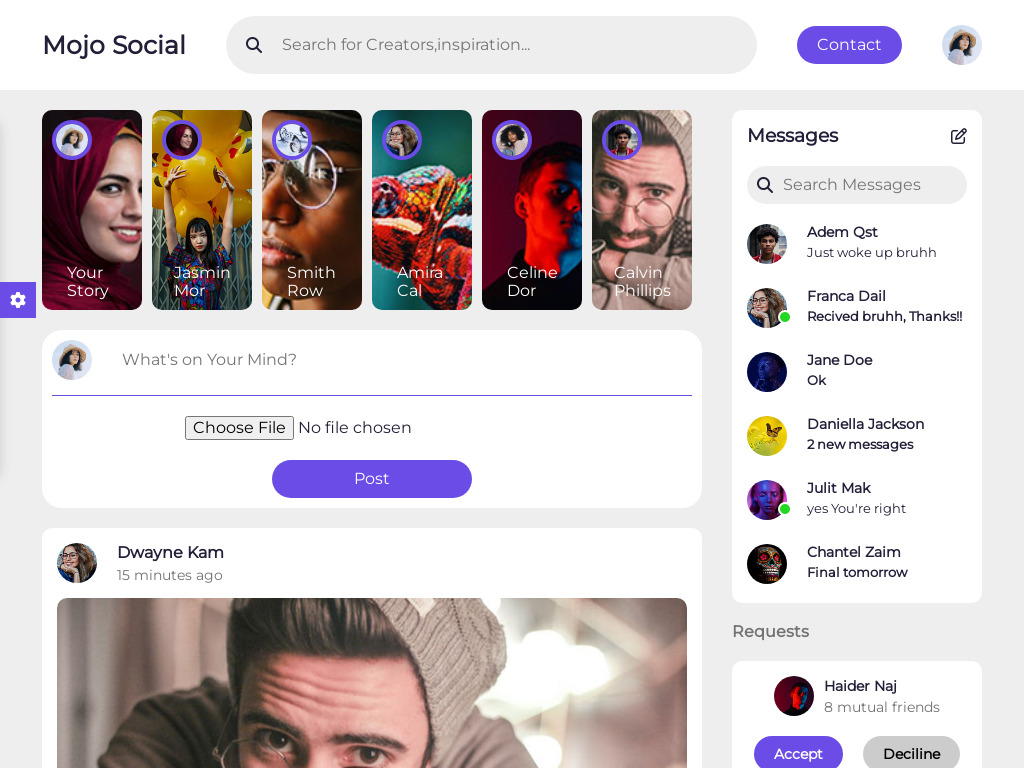 Mojo Social
Search for Creators,inspiration...
Contact
Your
Story
Jasmin
Mor
Smith
Row
Amira
Cal
Celine
Dor
Calvin
Phillips
What's on Your Mind?
Choose File No file chosen
Post
Dwayne Kam
15 minutes ago
Messages
Search Messages
Adem Qst
Just woke up bruhh
Franca Dail
Recived bruhh, Thanks!!
Jane Doe
Ok
Daniella Jackson
2 new messages
Julit Mak
yes You're right
Chantel Zaim
Final tomorrow
Requests
Haider Naj
8 mutual friends
Accept
Deciline